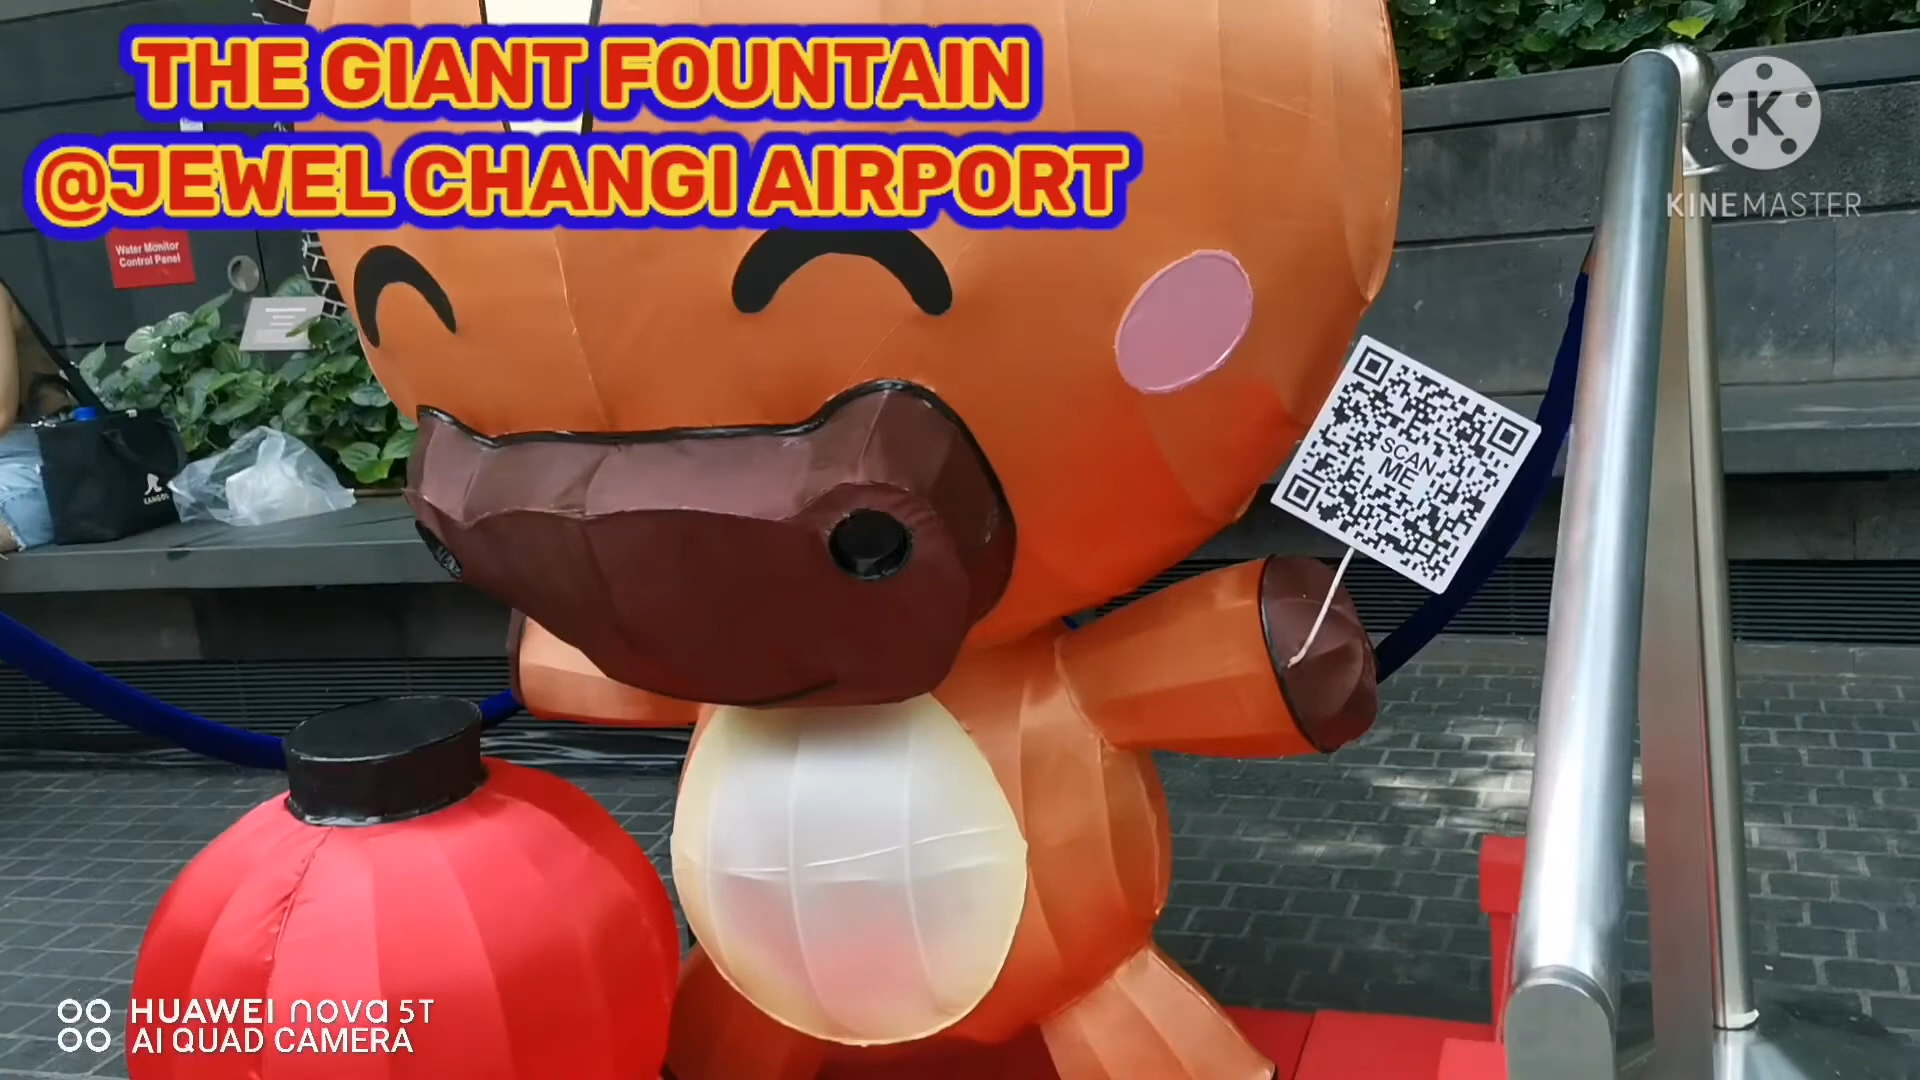 THE GIANT FOUNTAIN
@JEWEL CHANGI AIRPORT
KINEMASTER
Water Monitor
Control Panel
SCAN
ME
KANGOL
HUAWEI nova 5T
AI QUAD CAMERA